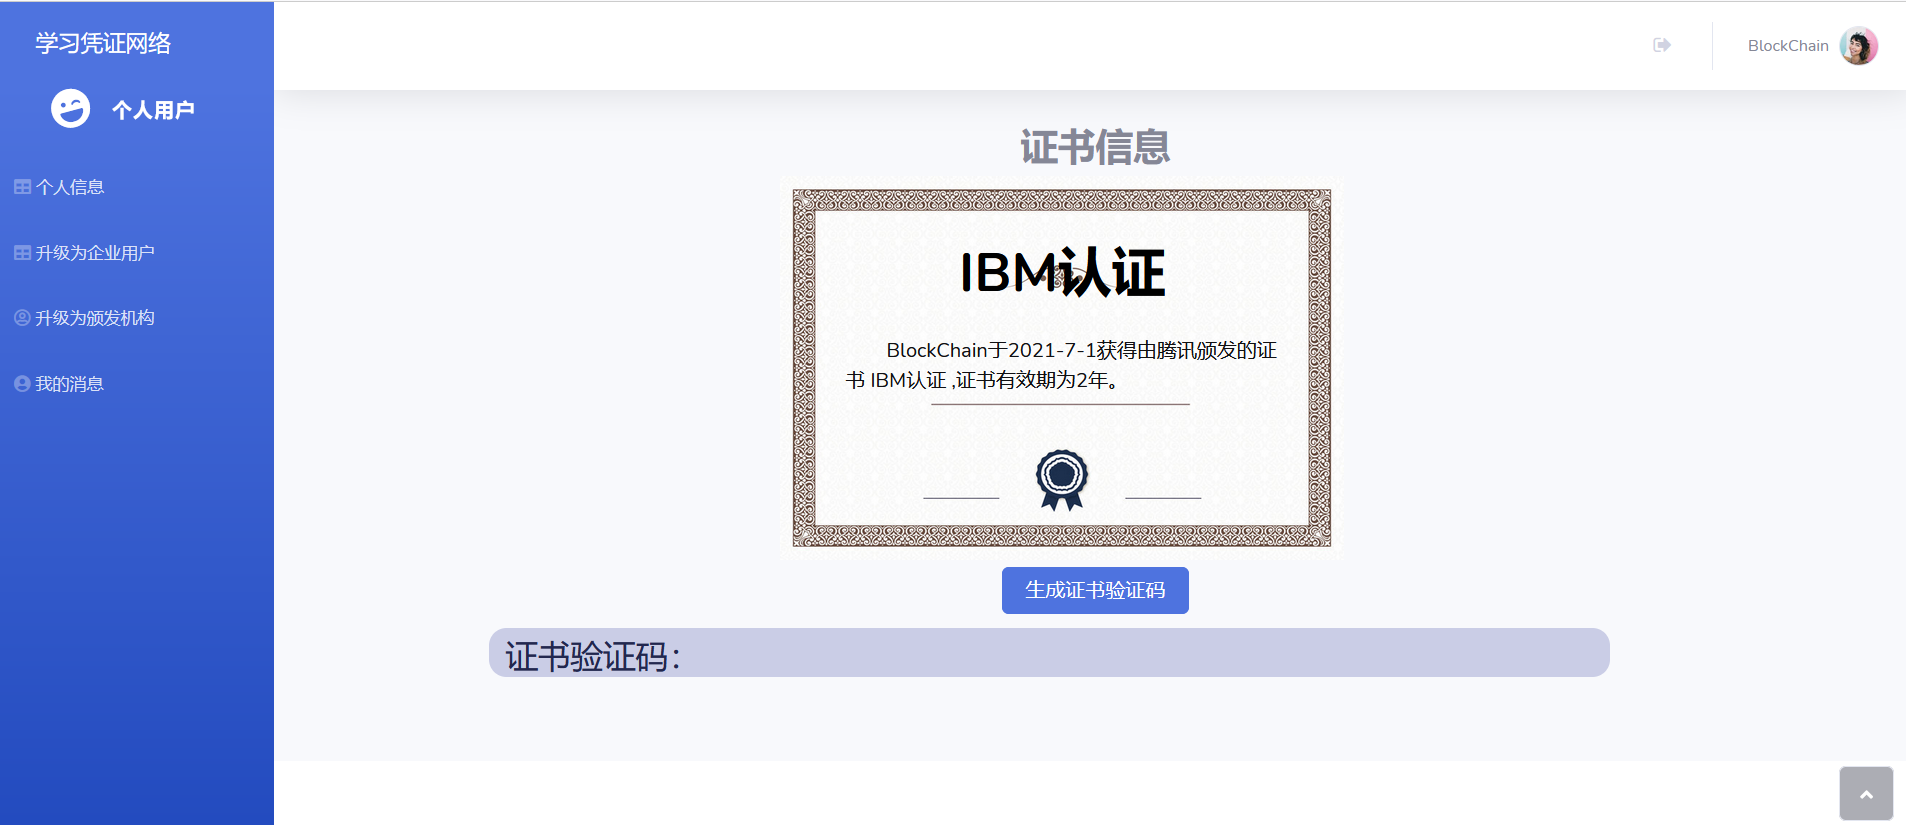 学习凭证网络
BlockChain
个人用户
个人信息
升级为企业用户
升级为颁发机构
我的消息
证书信息
IBM认证
BlockChain于2021-7-1获得由腾讯颁发的证
书 IBM认证 ,证书有效期为2年。
生成证书验证码
证书验证码：